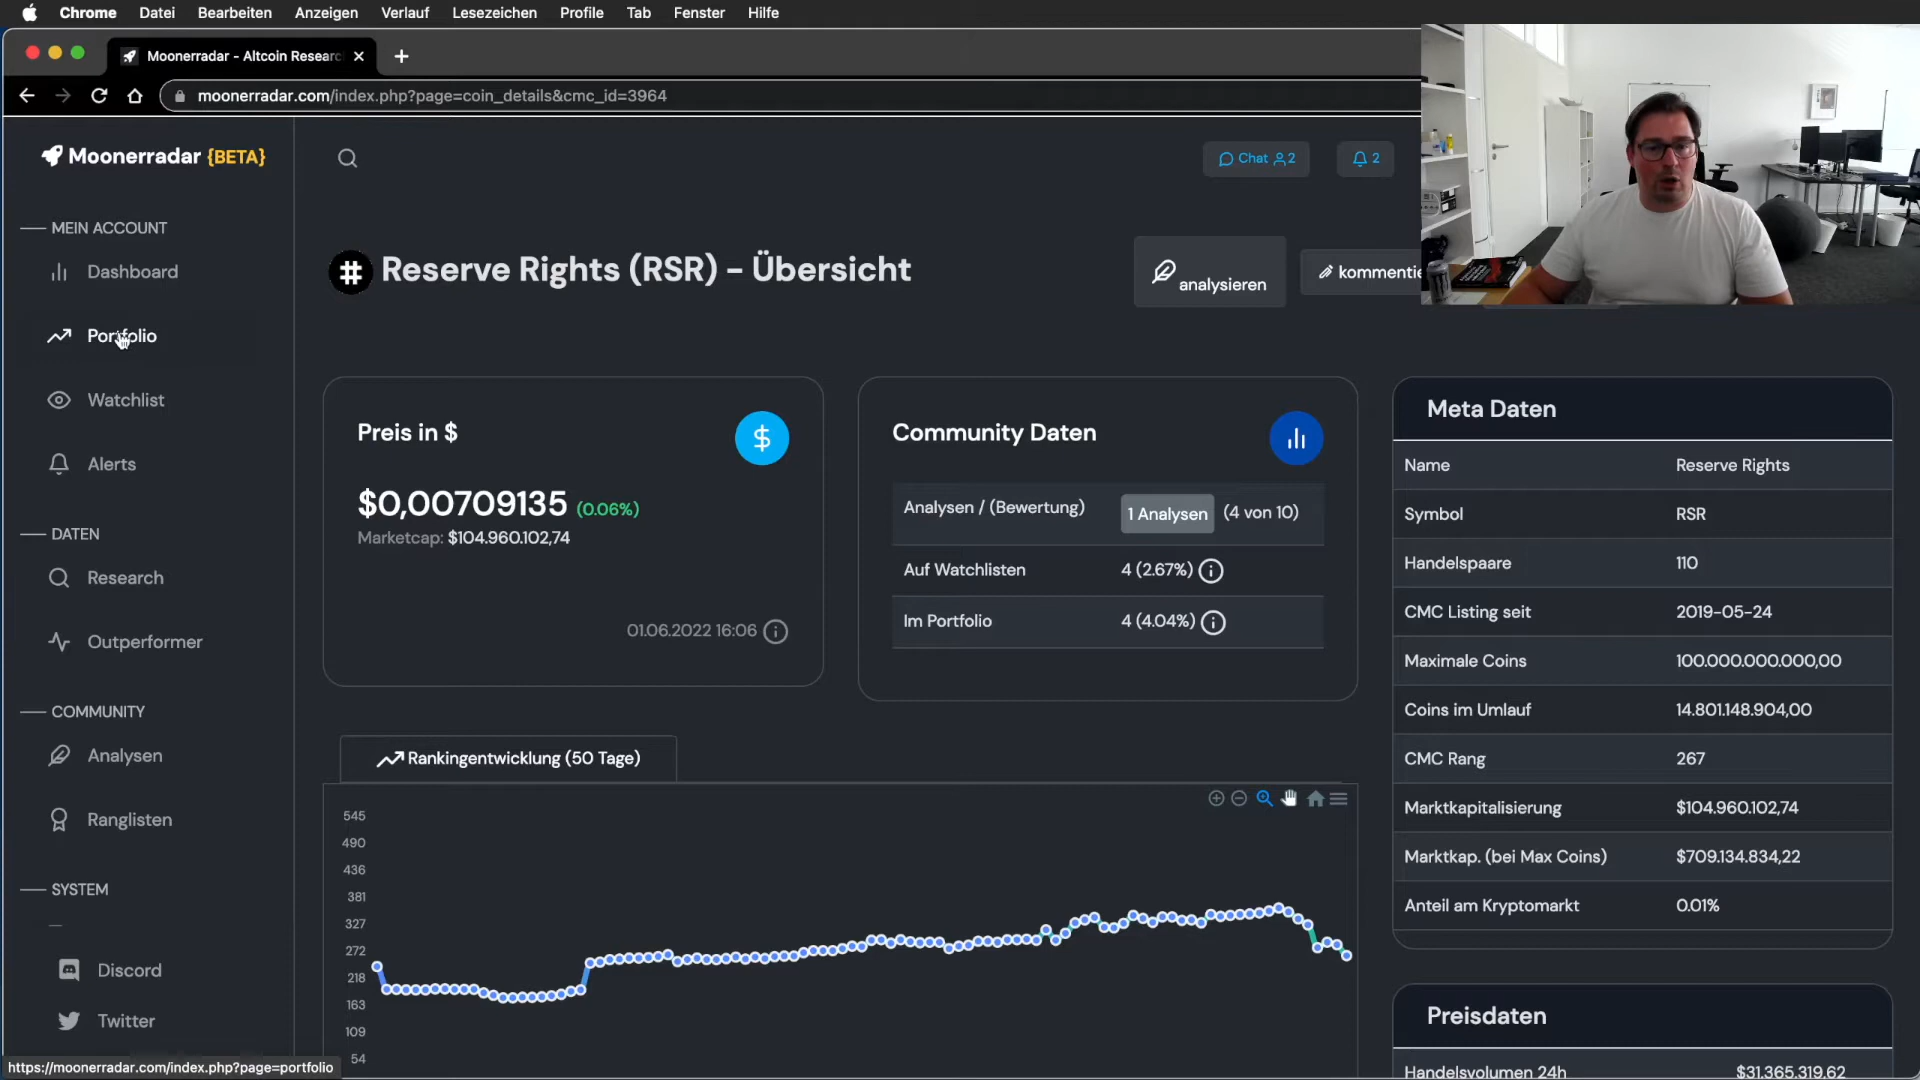 Chrome Datei Bearbeiten Anzeigen Verlauf Lesezeichen Profile Tab Fenster Hilfe
Moonerradar - Altcoin Researc
moonerradar.com/index.php?page=coin_details&cmc_id=3964
Moonerradar {BETA}
Chat 2
2
MEIN ACCOUNT
Dashboard
Portfolio
Watchlist
Alerts
DATEN
Research
Outperformer
COMMUNITY
Analysen
Ranglisten
SYSTEM
Discord
Twitter
https://moonerradar.com/index.php?page=portfolio
Reserve Rights (RSR) - Übersicht
analysieren
kommentie
Preis in $
$
$0,00709135 (0.06%)
Marketcap: $104.960.102,74
01.06.2022 16:06
Community Daten
Analysen / (Bewertung) 1 Analysen (4 von 10)
Auf Watchlisten 4 (2.67%)
Im Portfolio 4 (4.04%)
Rankingentwicklung (50 Tage)
545
490
436
381
327
272
218
163
109
54
Meta Daten
Name Reserve Rights
Symbol RSR
Handelspaare 110
CMC Listing seit 2019-05-24
Maximale Coins 100.000.000.000,00
Coins im Umlauf 14.801.148.904,00
CMC Rang 267
Marktkapitalisierung $104.960.102,74
Marktkap. (bei Max Coins) $709.134.834,22
Anteil am Kryptomarkt 0.01%
Preisdaten
Handelsvolumen 24h $31.365.319,62